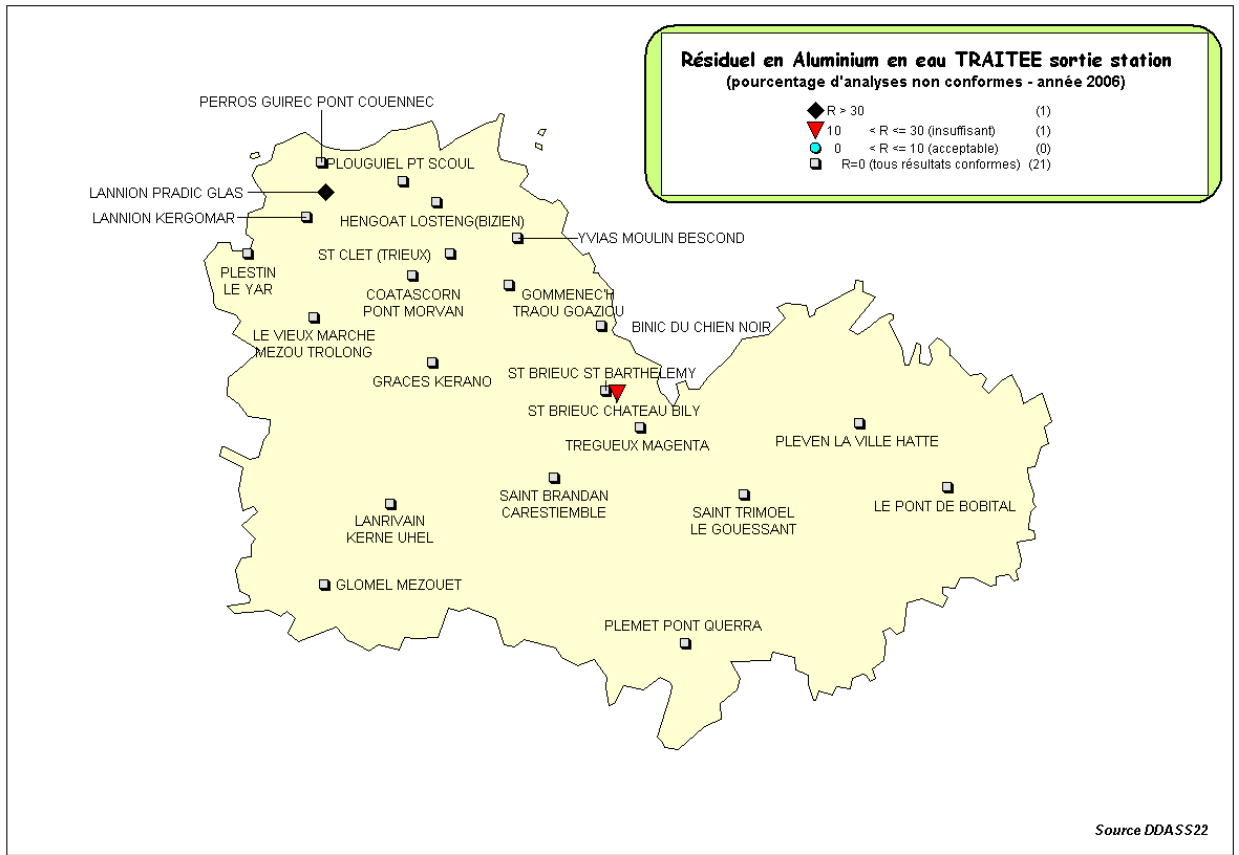 Résiduel en Aluminium en eau TRAITEE sortie station
(pourcentage d'analyses non conformes - année 2006)
R > 30 (1)
10 < R <= 30 (insuffisant) (1)
0 < R <= 10 (acceptable) (0)
R=0 (tous résultats conformes) (21)
PERROS GUIREC PONT COUENNEC
PLOUGUIEL PT SCOUL
LANNION PRADIC GLAS
LANNION KERGOMAR
HENGOAT LOSTENG(BIZIEN)
YVIAS MOULIN BESCOND
ST CLET (TRIEUX)
PLESTIN
LE YAR
COATASCORN
PONT MORVAN
GOMMENEC'H
TRAOU GOAZIOU
BINIC DU CHIEN NOIR
LE VIEUX MARCHE
MEZOU TROLONG
GRACES KERANO
ST BRIEUC ST BARTHELEMY
ST BRIEUC CHATEAU BILY
TREGUEUX MAGENTA
PLEVEN LA VILLE HATTE
SAINT BRANDAN
CARESTIEMBLE
SAINT TRIMOEL
LE GOUESSANT
LE PONT DE BOBITAL
LANRIVAIN
KERNE UHEL
GLOMEL MEZOUET
PLEMET PONT QUERRA
Source DDASS22